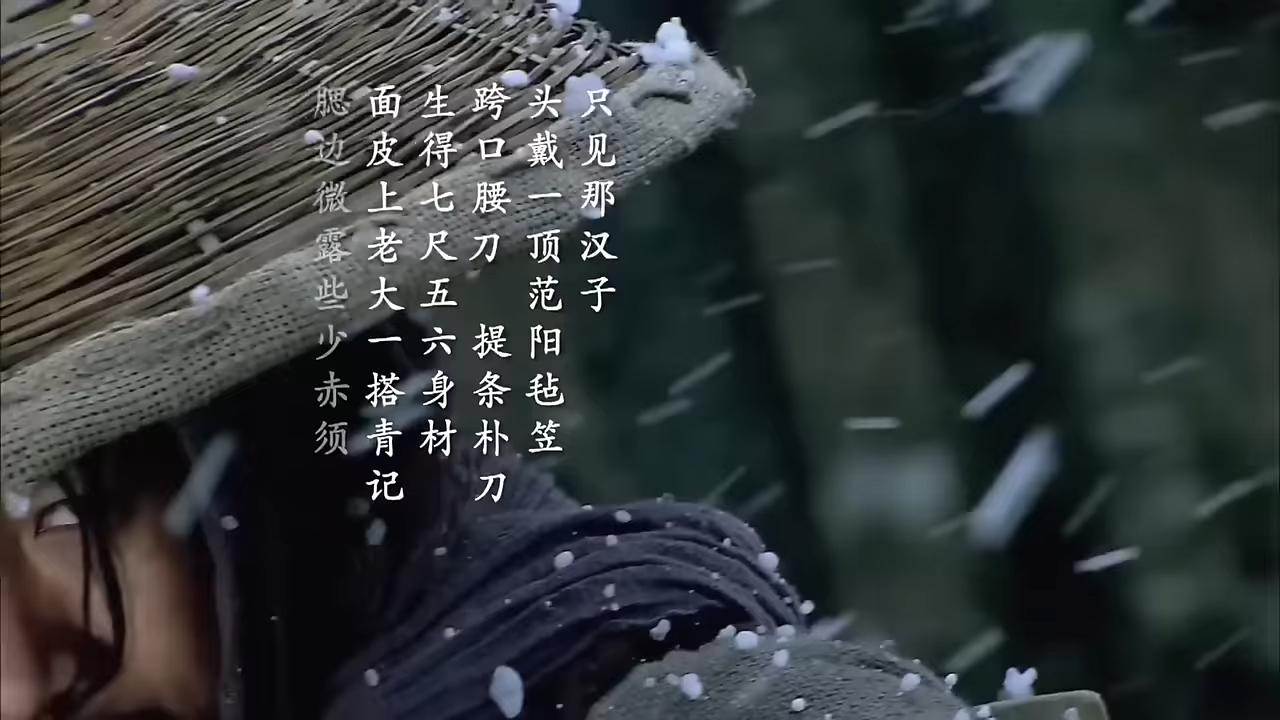 只见那汉子
头戴一顶范阳毡笠
跨口腰刀 提条朴刀
生得七尺五六身材
面皮上老大一搭青记
腮边微露些少赤须